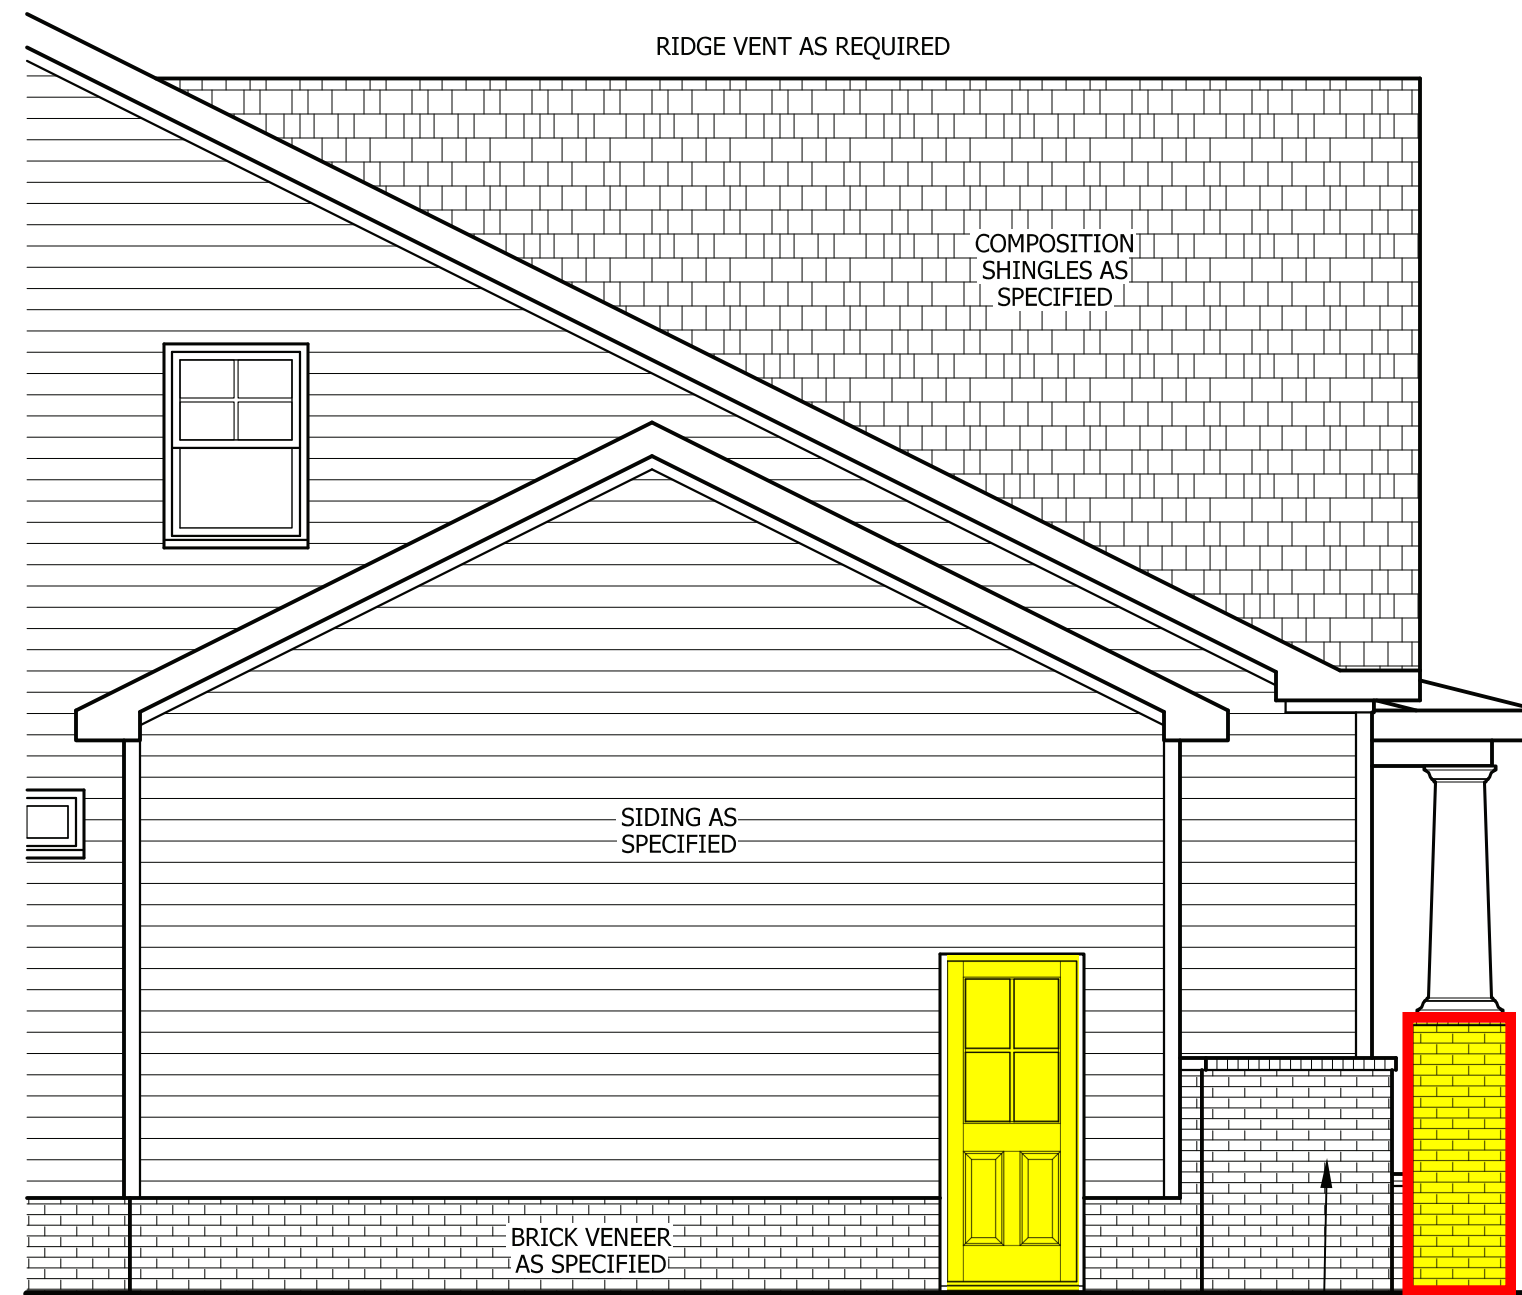 RIDGE VENT AS REQUIRED
COMPOSITION
SHINGLES AS
SPECIFIED
SIDING AS
SPECIFIED
BRICK VENEER
AS SPECIFIED